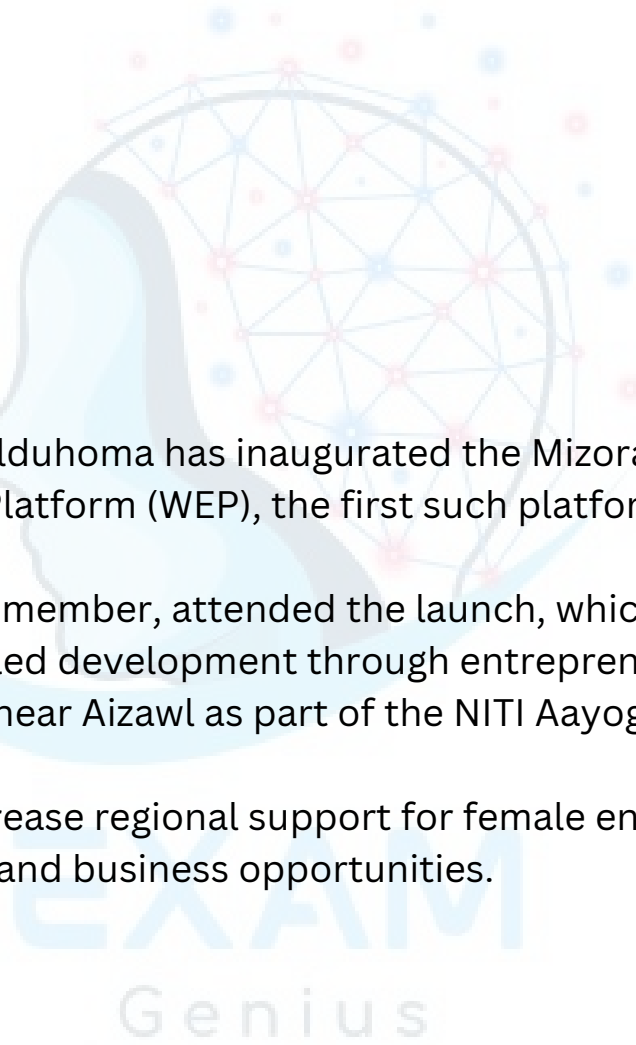 lduhoma has inaugurated the Mizora
Platform (WEP), the first such platfor
member, attended the launch, whic
led development through entrepren
near Aizawl as part of the NITI Aayog
rease regional support for female en
and business opportunities.
EXAM
Genius